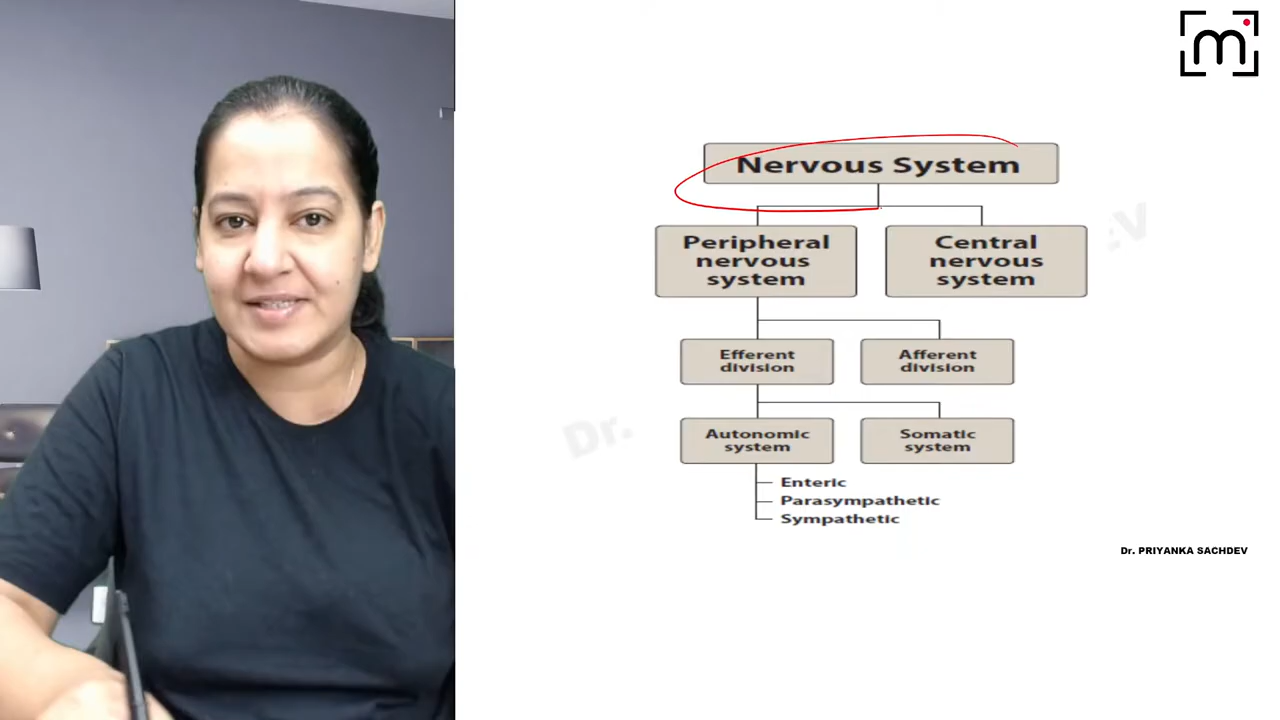 Nervous System
Peripheral
nervous
system
Central
nervous
system
Efferent
division
Afferent
division
Autonomic
system
Somatic
system
Enteric
Parasympathetic
Sympathetic
Dr.
Dr. PRIYANKA SACHDEV
m